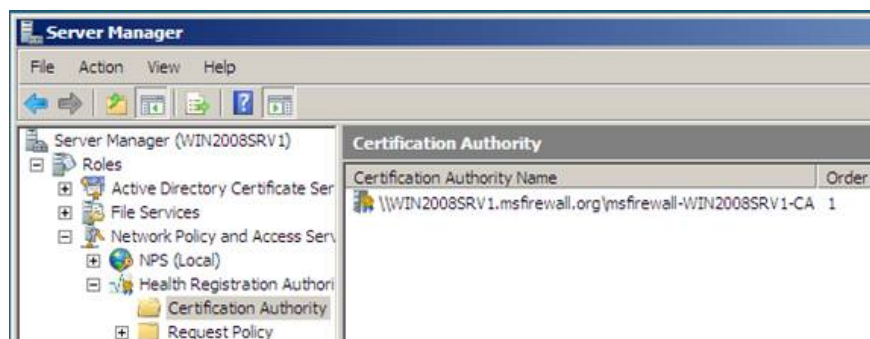 Server Manager
File Action View Help
Server Manager (WIN2008SRV1)
Roles
Active Directory Certificate Ser
File Services
Network Policy and Access Serv
NPS (Local)
Health Registration Authori
Certification Authority
Request Policy
Certification Authority
Certification Authority Name Order
\\WIN2008SRV1.msfirewall.org\msfirewall-WIN2008SRV1-CA 1